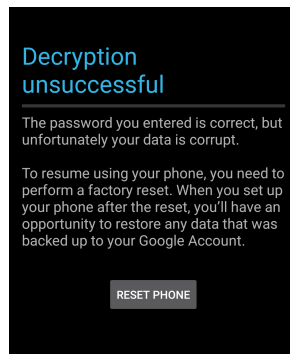 Decryption
unsuccessful
The password you entered is correct, but
unfortunately your data is corrupt.
To resume using your phone, you need to
perform a factory reset. When you set up
your phone after the reset, you'll have an
opportunity to restore any data that was
backed up to your Google Account.
RESET PHONE